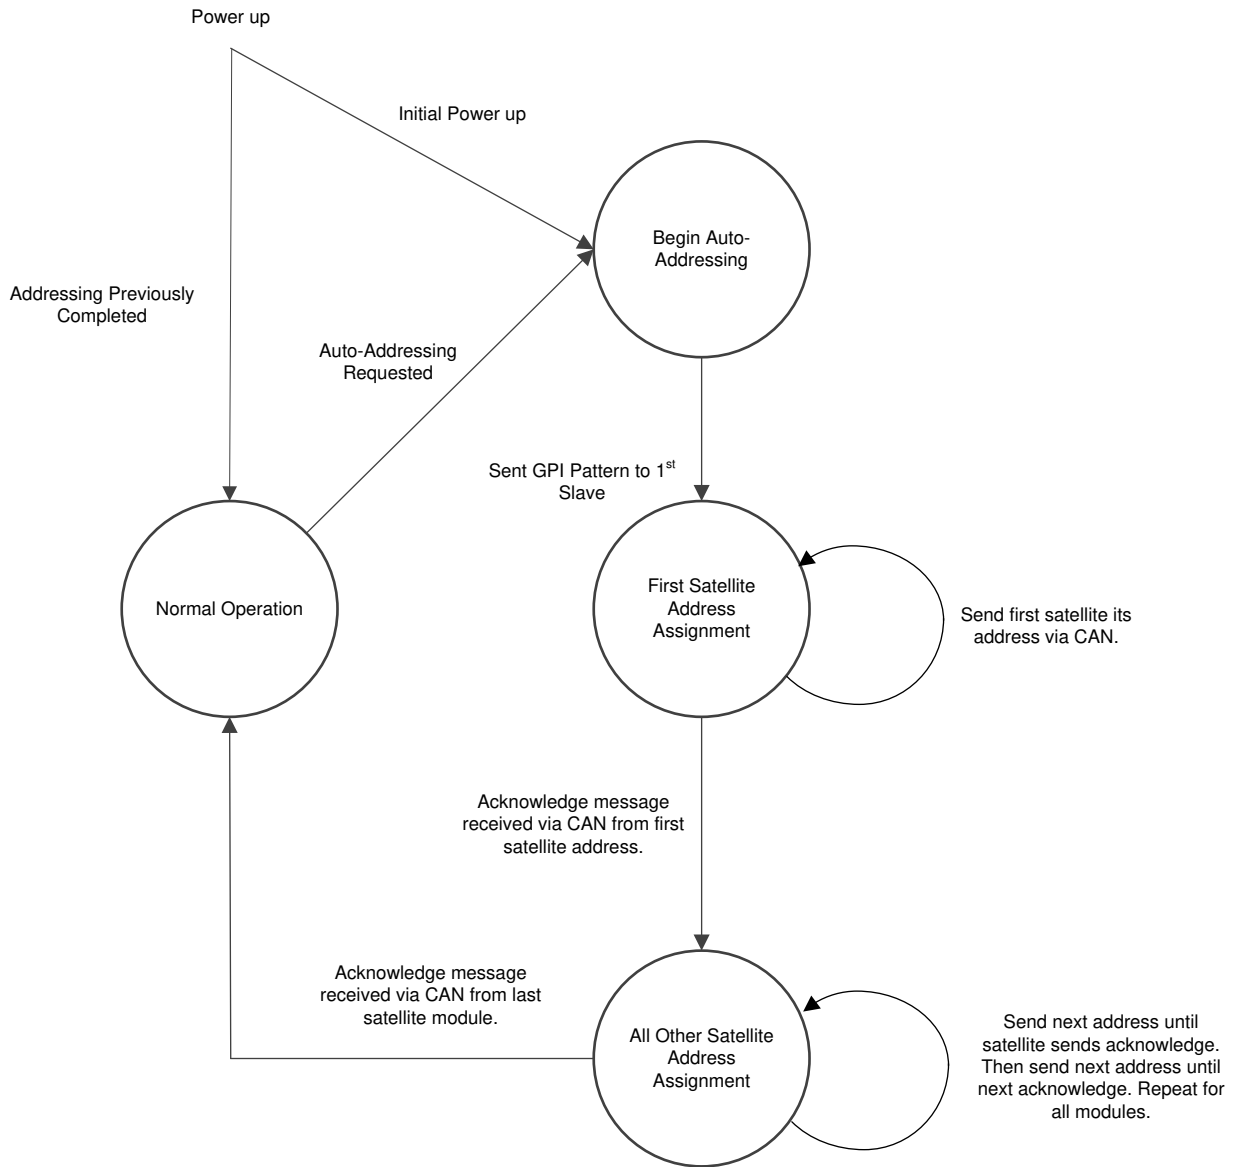 Power up
Initial Power up
Begin Auto-
Addressing
Addressing Previously
Completed
Auto-Addressing
Requested
Sent GPI Pattern to 1st
Slave
Normal Operation
First Satellite
Address
Assignment
Send first satellite its
address via CAN.
Acknowledge message
received via CAN from first
satellite address.
Acknowledge message
received via CAN from last
satellite module.
All Other Satellite
Address
Assignment
Send next address until
satellite sends acknowledge.
Then send next address until
next acknowledge. Repeat for
all modules.